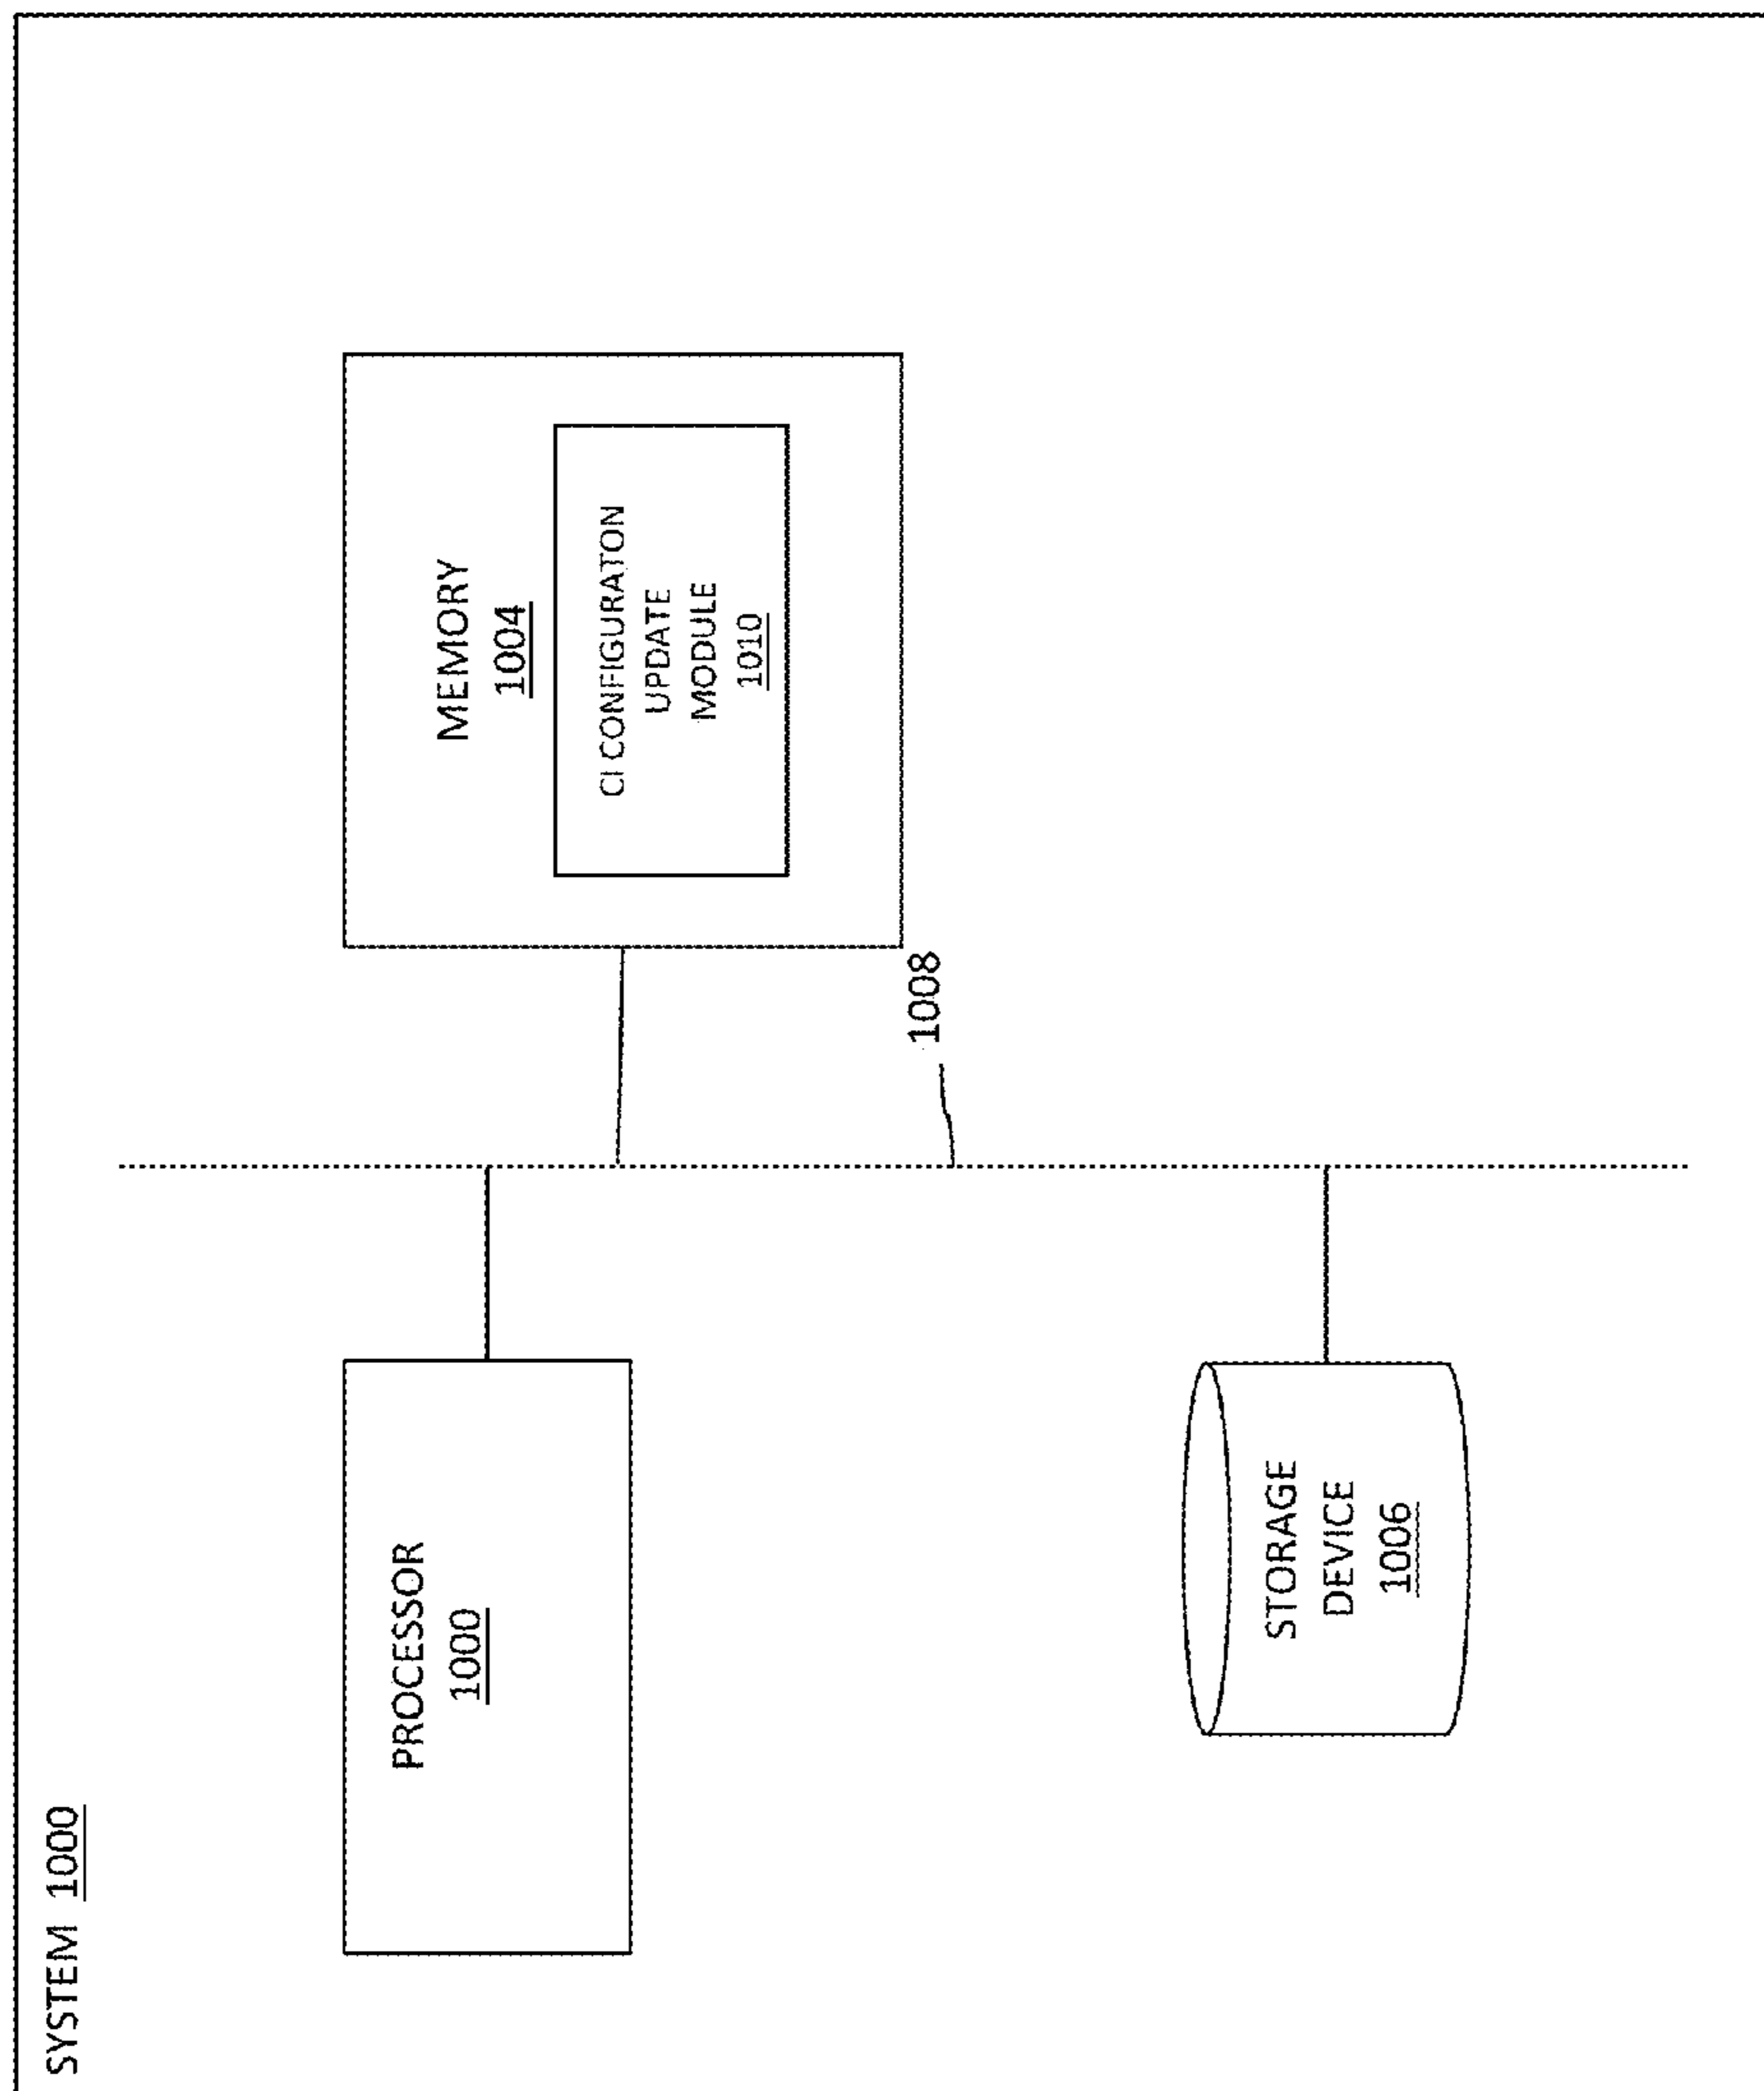 SYSTEM 1000
PROCESSOR
1000
MEMORY
1004
CI CONFIGURATON
UPDATE
MODULE
1010
1008
STORAGE
DEVICE
1006